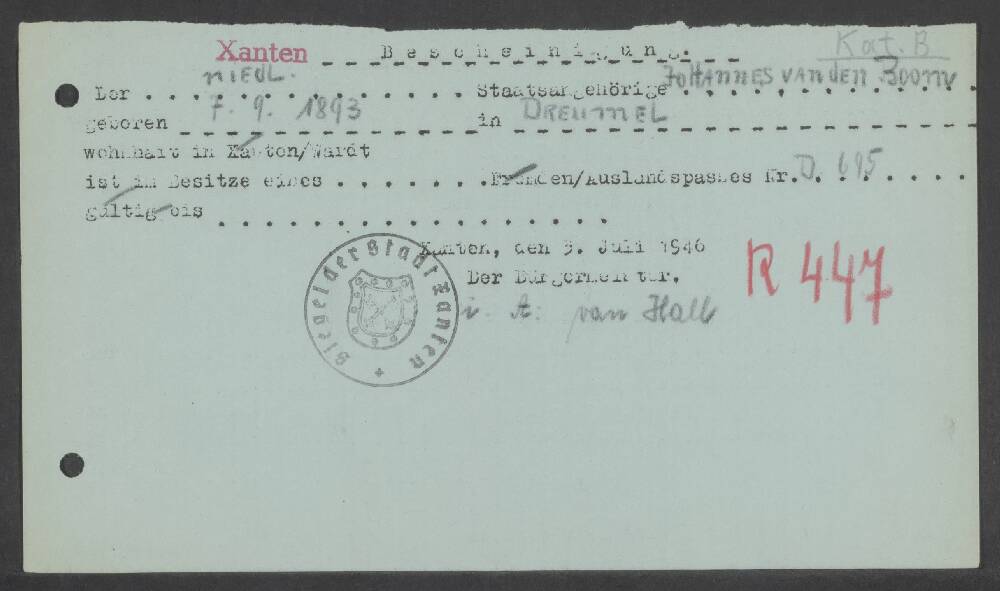 Xanten Bescheinigung. Kat. B
Der niedl. Staatsangehörige Johannes van den Boom
geboren 7. 9. 1893 in Dreumel
wohnhaft in Xanten/Wardt
ist im Besitze eines Fremden/Auslandspasses Nr. D. 695
gültig bis
Xanten, den Juli 1946
Der Bürgermeister.
i. A. van Hall
R 447
Siegel der Stadt Xanten